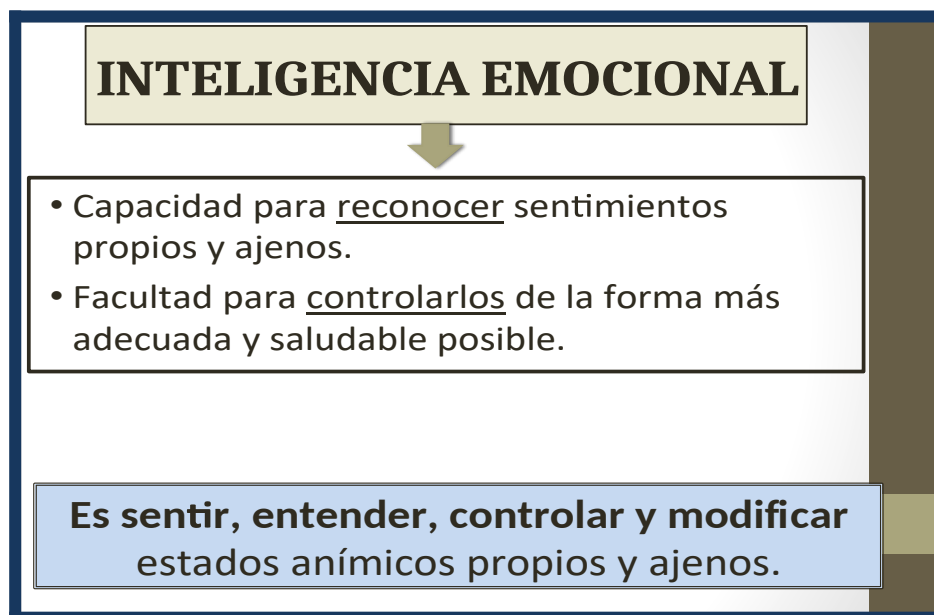 INTELIGENCIA EMOCIONAL
• Capacidad para reconocer sentimientos
propios y ajenos.
• Facultad para controlarlos de la forma más
adecuada y saludable posible.
Es sentir, entender, controlar y modificar
estados anímicos propios y ajenos.